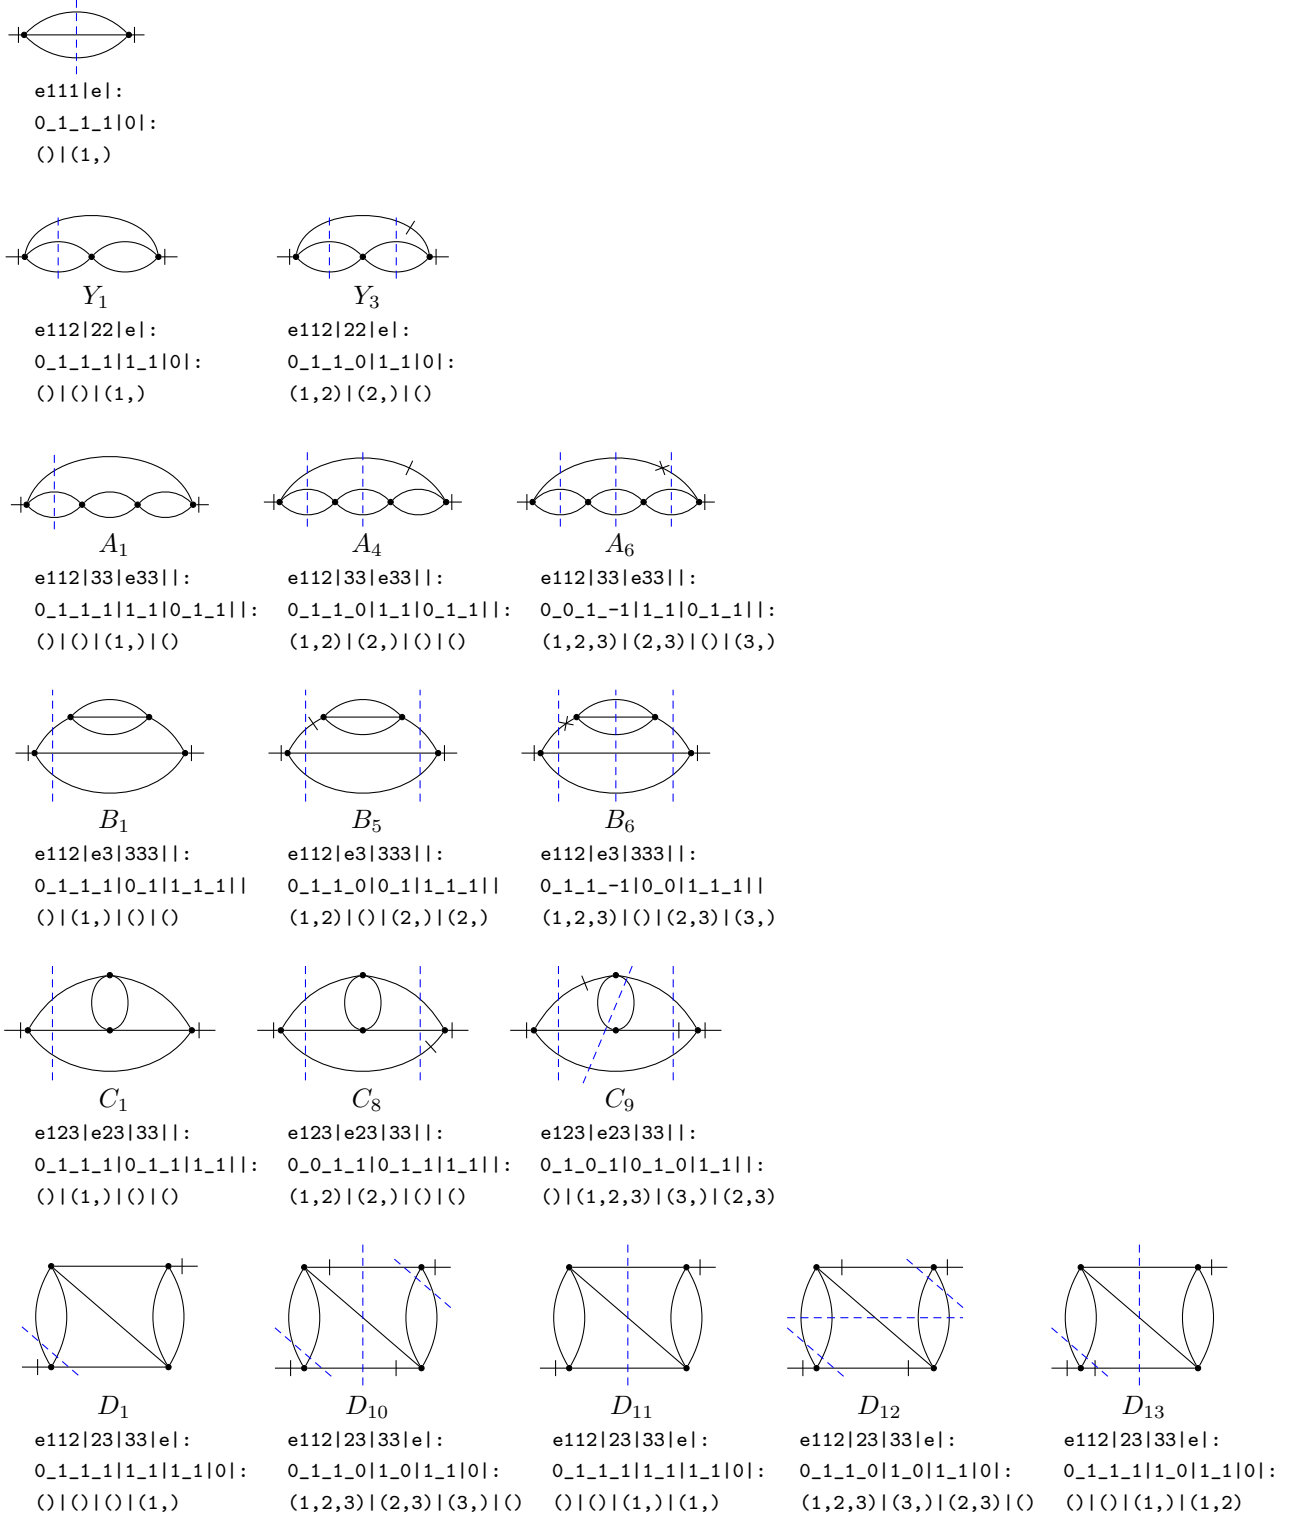 e111|e|:
0_1_1_1|0|:
()|(1,)
Y₁ Y₃
e112|22|e|: e112|22|e|:
0_1_1_1|1_1|0|: 0_1_1_0|1_1|0|:
()|()|(1,) (1,2)|(2,)|()
A₁ A₄ A₆
e112|33|e33||: e112|33|e33||: e112|33|e33||:
0_1_1_1|1_1|0_1_1||: 0_1_1_0|1_1|0_1_1||: 0_0_1_-1|1_1|0_1_1||:
()|()|(1,)|() (1,2)|(2,)|()|() (1,2,3)|(2,3)|()|(3,)
B₁ B₅ B₆
e112|e3|333||: e112|e3|333||: e112|e3|333||:
0_1_1_1|0_1|1_1_1|| 0_1_1_0|0_1|1_1_1|| 0_1_1_-1|0_0|1_1_1||
()|(1,)|()|() (1,2)|()|(2,)|(2,) (1,2,3)|()|(2,3)|(3,)
C₁ C₈ C₉
e123|e23|33||: e123|e23|33||: e123|e23|33||:
0_1_1_1|0_1_1|1_1||: 0_0_1_1|0_1_1|1_1||: 0_1_0_1|0_1_0|1_1||:
()|(1,)|()|() (1,2)|(2,)|()|() ()|(1,2,3)|(3,)|(2,3)
D₁ D₁₀ D₁₁ D₁₂ D₁₃
e112|23|33|e|: e112|23|33|e|: e112|23|33|e|: e112|23|33|e|: e112|23|33|e|:
0_1_1_1|1_1|1_1|0|: 0_1_1_0|1_0|1_1|0|: 0_1_1_1|1_1|1_1|0|: 0_1_1_0|1_0|1_1|0|: 0_1_1_1|1_0|1_1|0|:
()|()|()|(1,) (1,2,3)|(2,3)|(3,)|() ()|()|(1,)|(1,) (1,2,3)|(3,)|(2,3)|() ()|()|(1,)|(1,2)